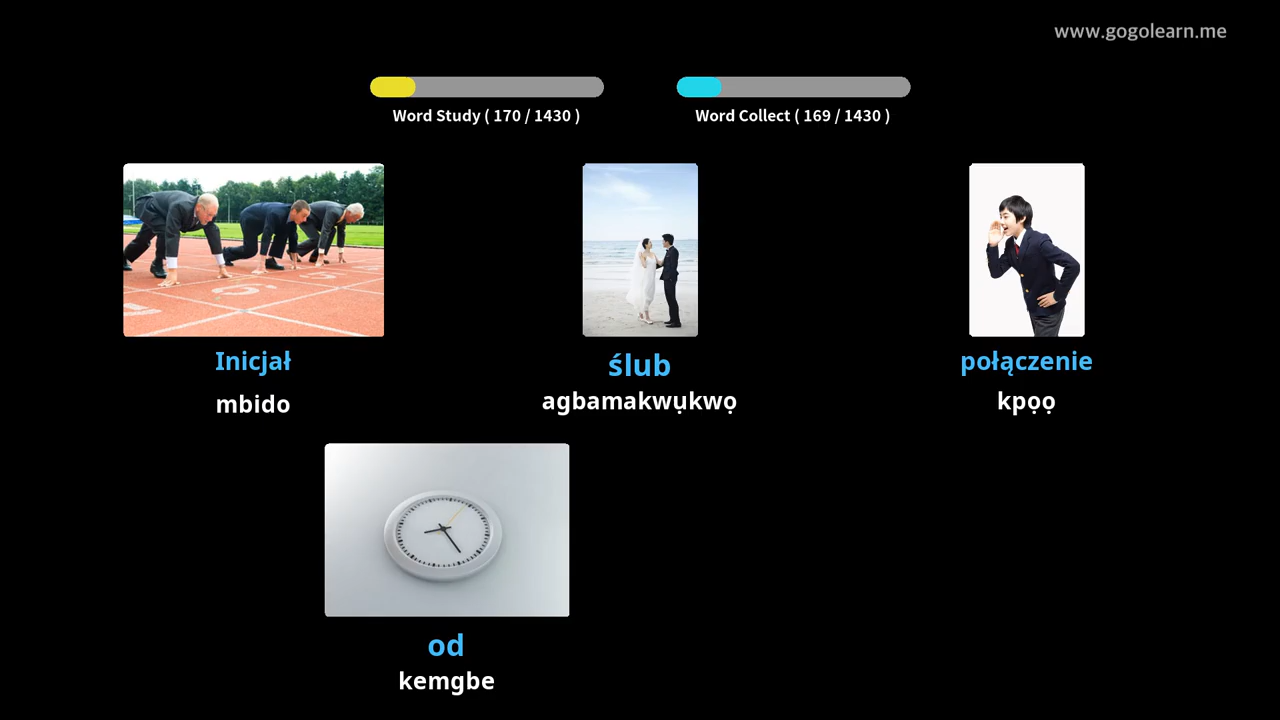 www.gogolearn.me
Word Study ( 170 / 1430 )
Word Collect ( 169 / 1430 )
Inicjał
mbido
ślub
agbamakwụkwọ
połączenie
kpọọ
od
kemgbe